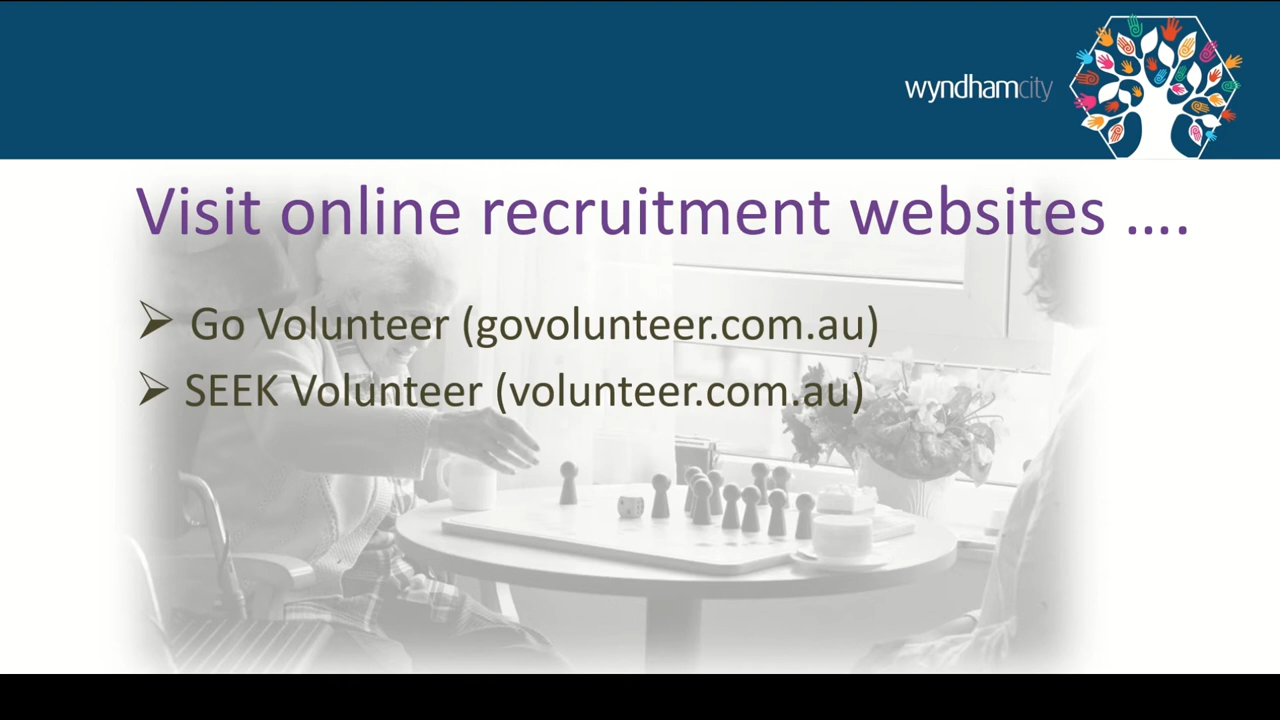 wyndhamcity
Visit online recruitment websites ....
Go Volunteer (govolunteer.com.au)
SEEK Volunteer (volunteer.com.au)